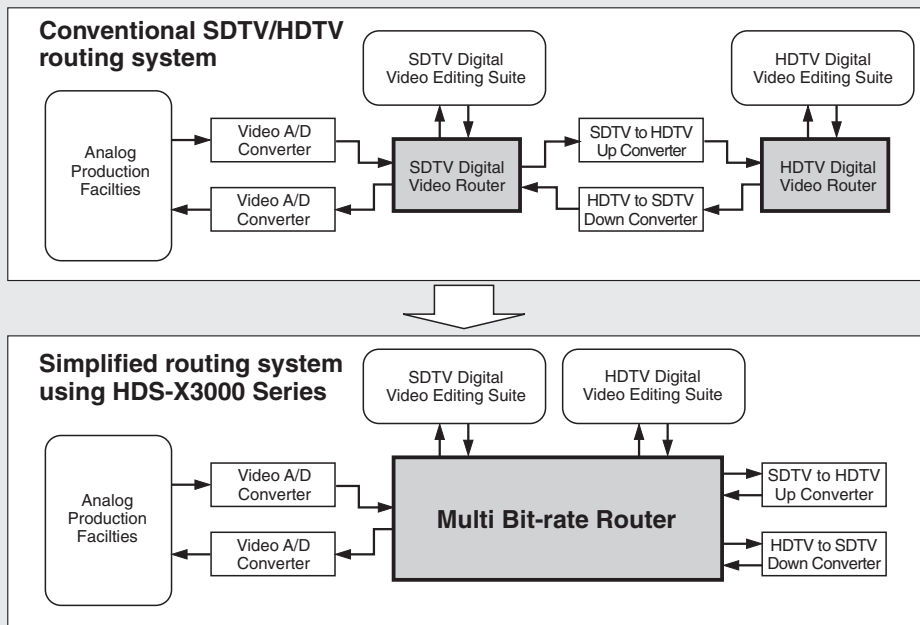 Conventional SDTV/HDTV
routing system
SDTV Digital
Video Editing Suite
HDTV Digital
Video Editing Suite
Analog
Production
Facilties
Video A/D
Converter
Video A/D
Converter
SDTV Digital
Video Router
SDTV to HDTV
Up Converter
HDTV to SDTV
Down Converter
HDTV Digital
Video Router
Simplified routing system
using HDS-X3000 Series
SDTV Digital
Video Editing Suite
HDTV Digital
Video Editing Suite
Analog
Production
Facilties
Video A/D
Converter
Video A/D
Converter
Multi Bit-rate Router
SDTV to HDTV
Up Converter
HDTV to SDTV
Down Converter